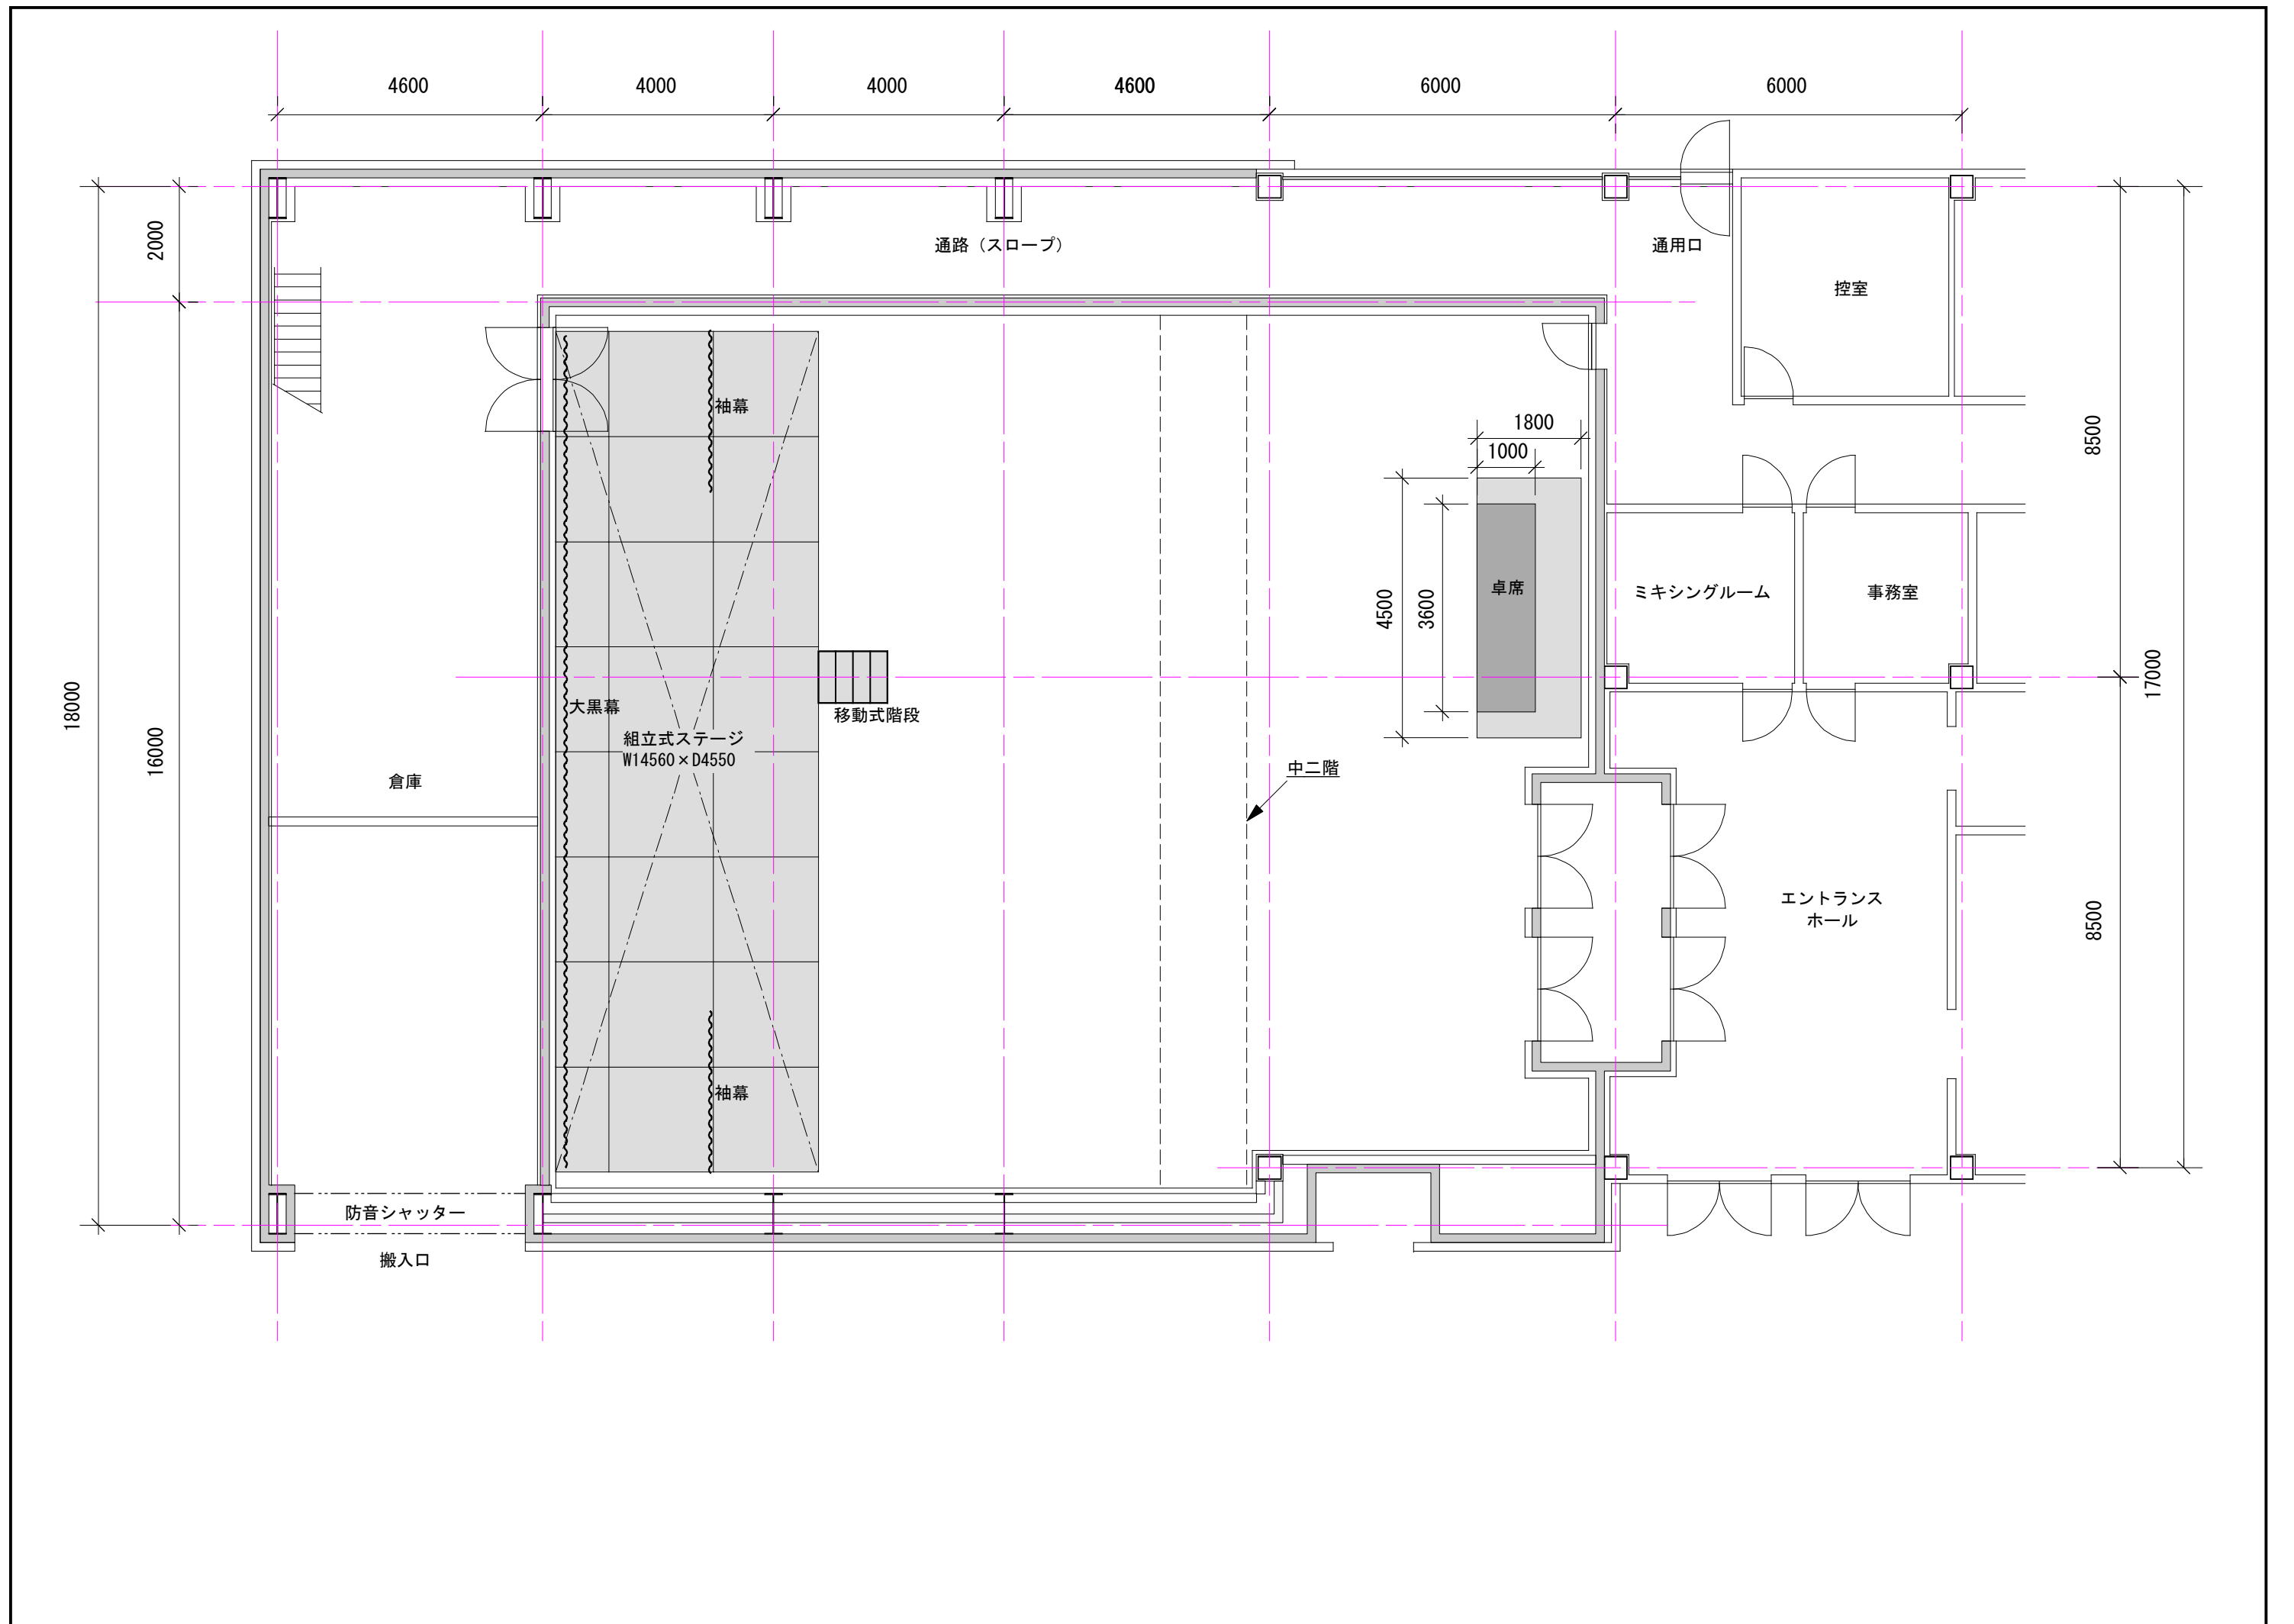 4600
4000
4000
4600
6000
6000
2000
通路（スロープ）
通用口
控室
袖幕
1800
1000
8500
卓席
ミキシングルーム
事務室
4500
3600
17000
18000
16000
大黒幕
移動式階段
組立式ステージ
W14560×D4550
中二階
倉庫
エントランス
ホール
8500
袖幕
防音シャッター
搬入口